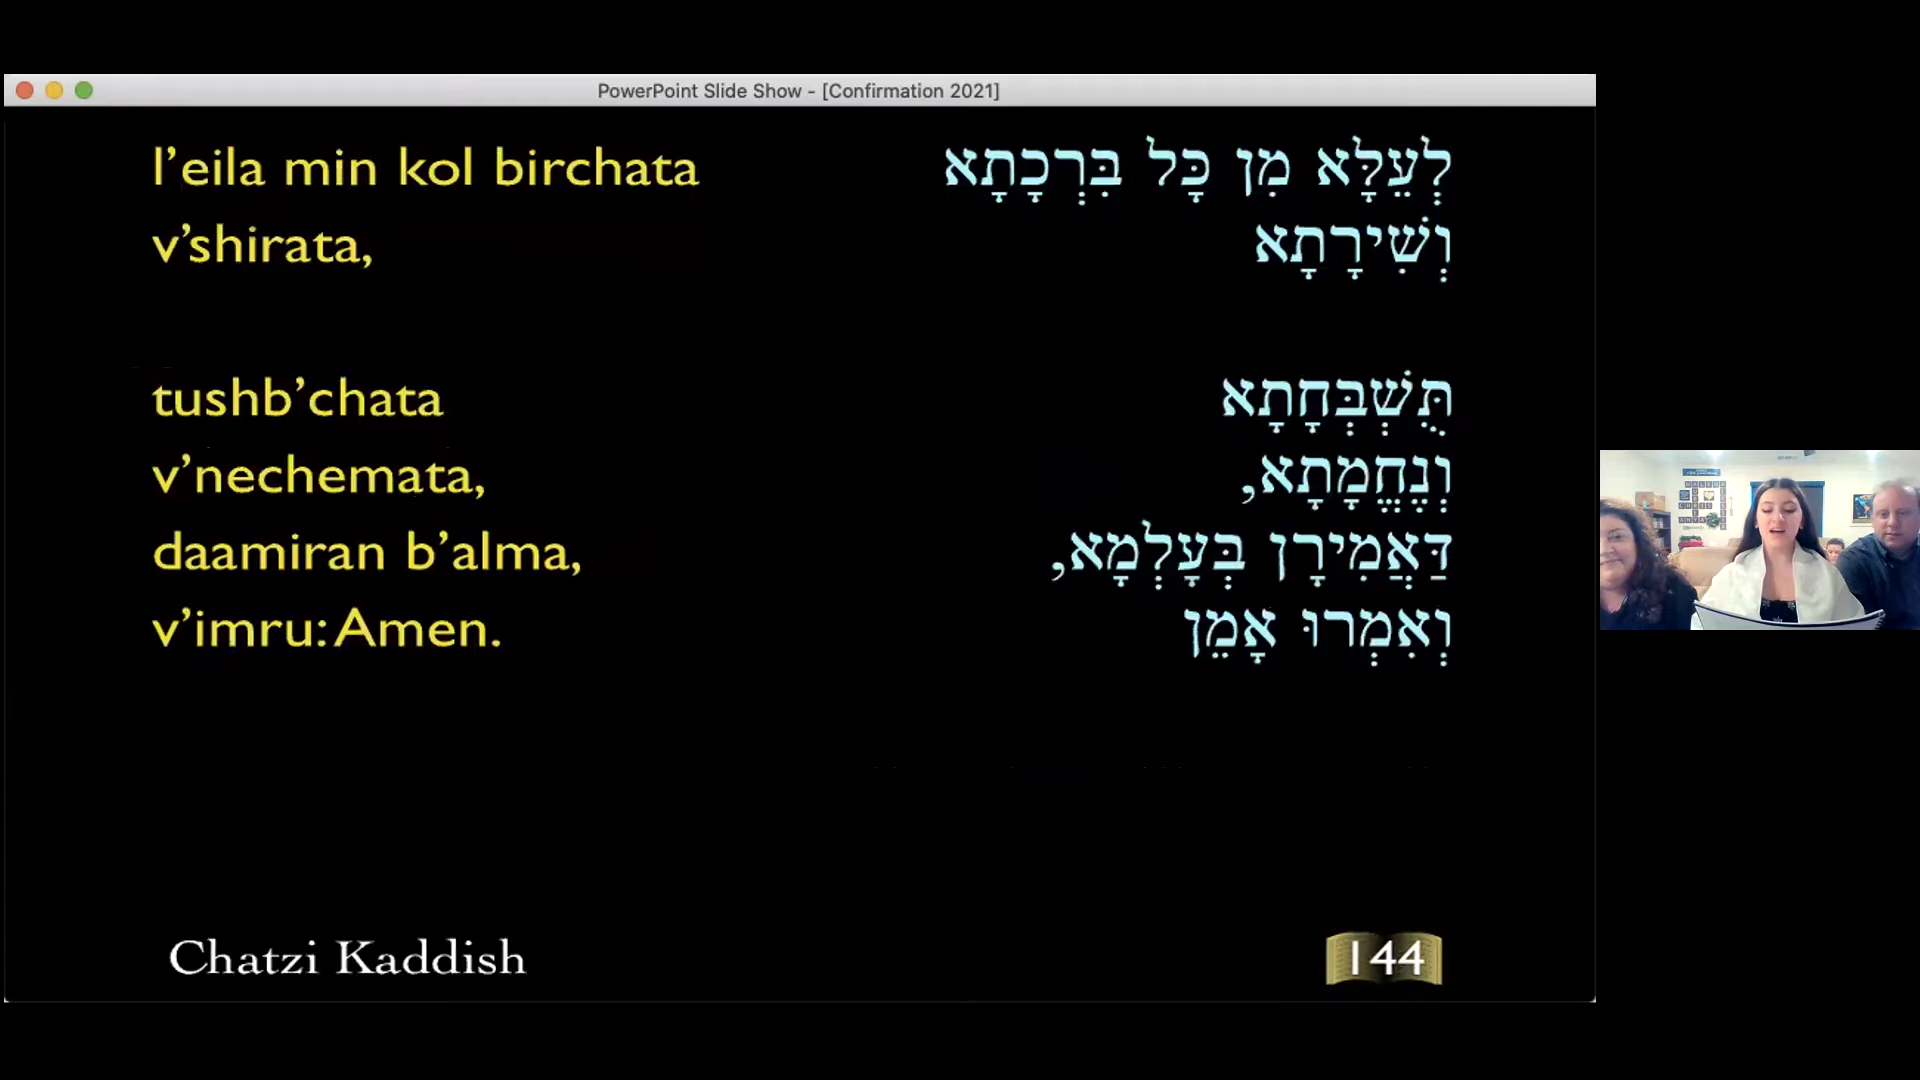 PowerPoint Slide Show - [Confirmation 2021]
l’eila min kol birchata
v’shirata,
tushb’chata
v’nechemata,
daamiran b’alma,
v’imru: Amen.
לְעֵלָּא מִן כָּל בִּרְכָתָא
וְשִׁירָתָא
תֻּשְׁבְּחָתָא
וְנֶחֱמָתָא,
דַּאֲמִירָן בְּעָלְמָא,
וְאִמְרוּ אָמֵן
Chatzi Kaddish
144